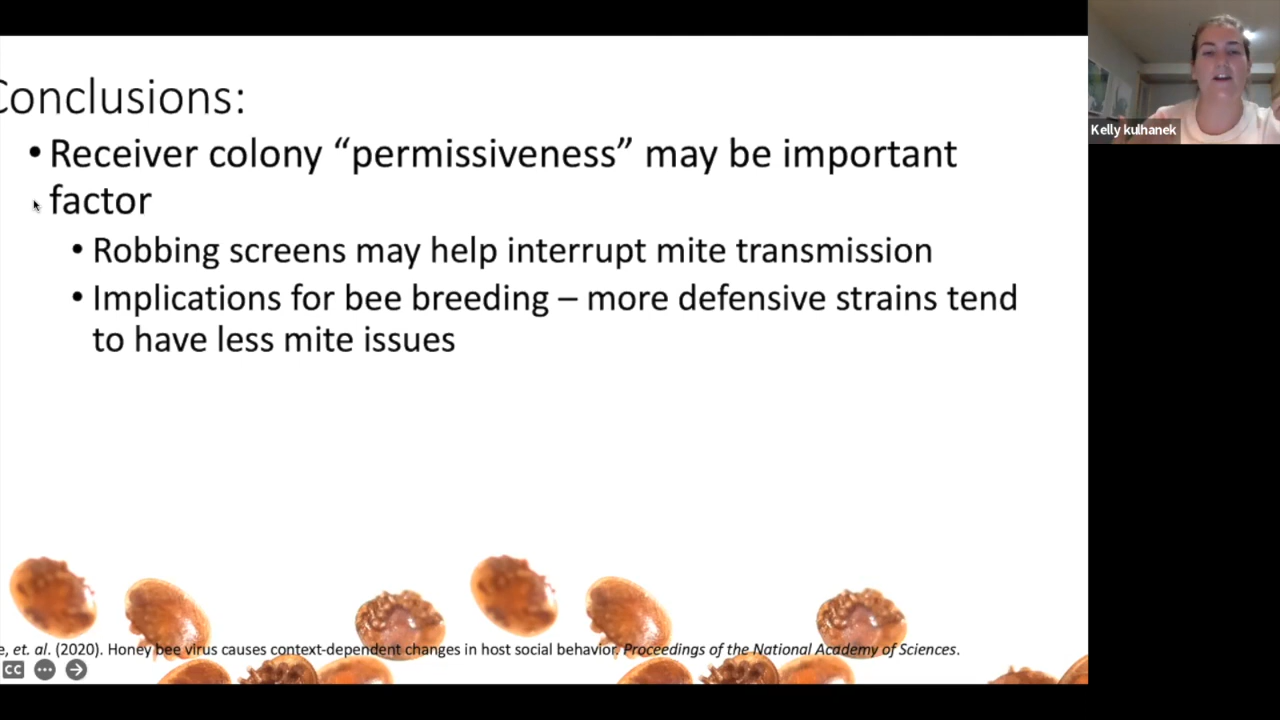 Conclusions:
• Receiver colony “permissiveness” may be important
factor
• Robbing screens may help interrupt mite transmission
• Implications for bee breeding – more defensive strains tend
to have less mite issues
et. al. (2020). Honey bee virus causes context-dependent changes in host social behavior. Proceedings of the National Academy of Sciences.
CC
Kelly kulhanek